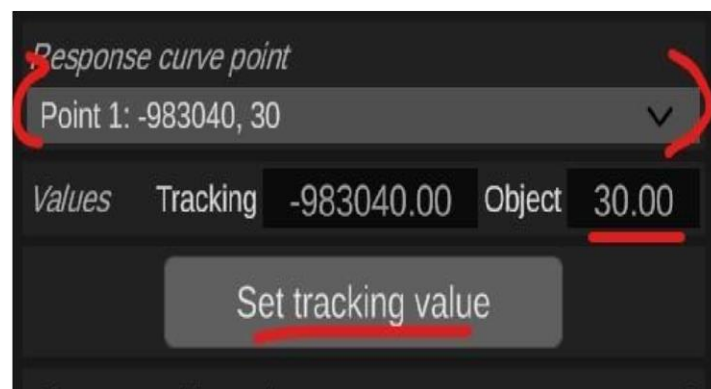 Response curve point
Point 1: -983040, 30
Values Tracking -983040.00 Object 30.00
Set tracking value